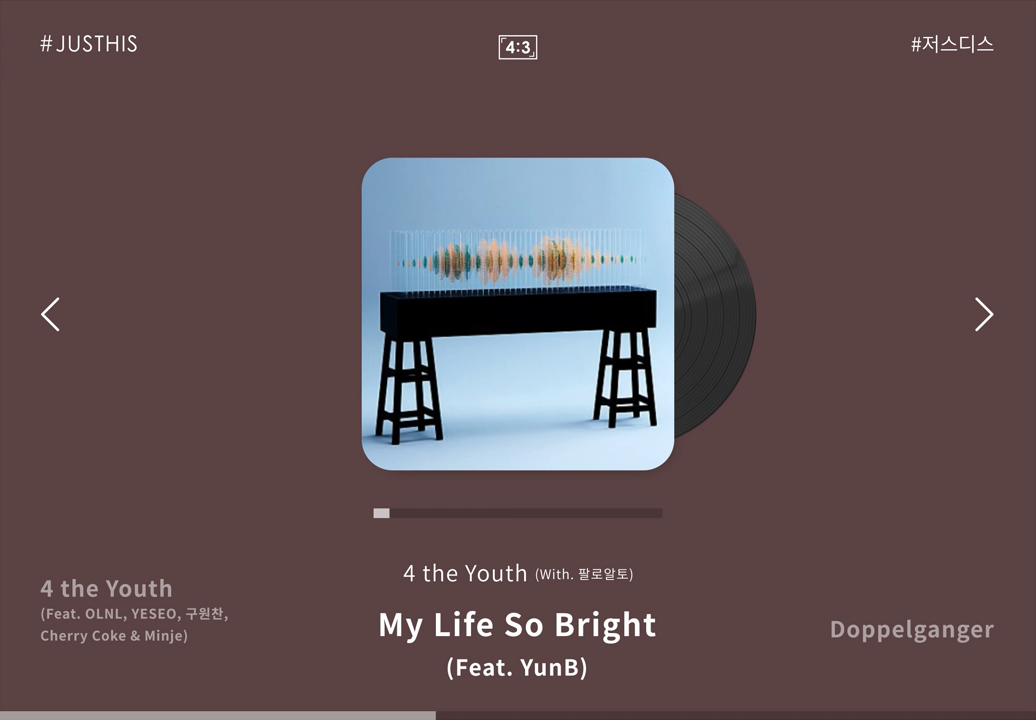 #JUSTHIS
4:3
#저스디스
4 the Youth (With. 팔로알토)
My Life So Bright
(Feat. YunB)
4 the Youth
(Feat. OLNL, YESEO, 구원찬,
Cherry Coke & Minje)
Doppelganger